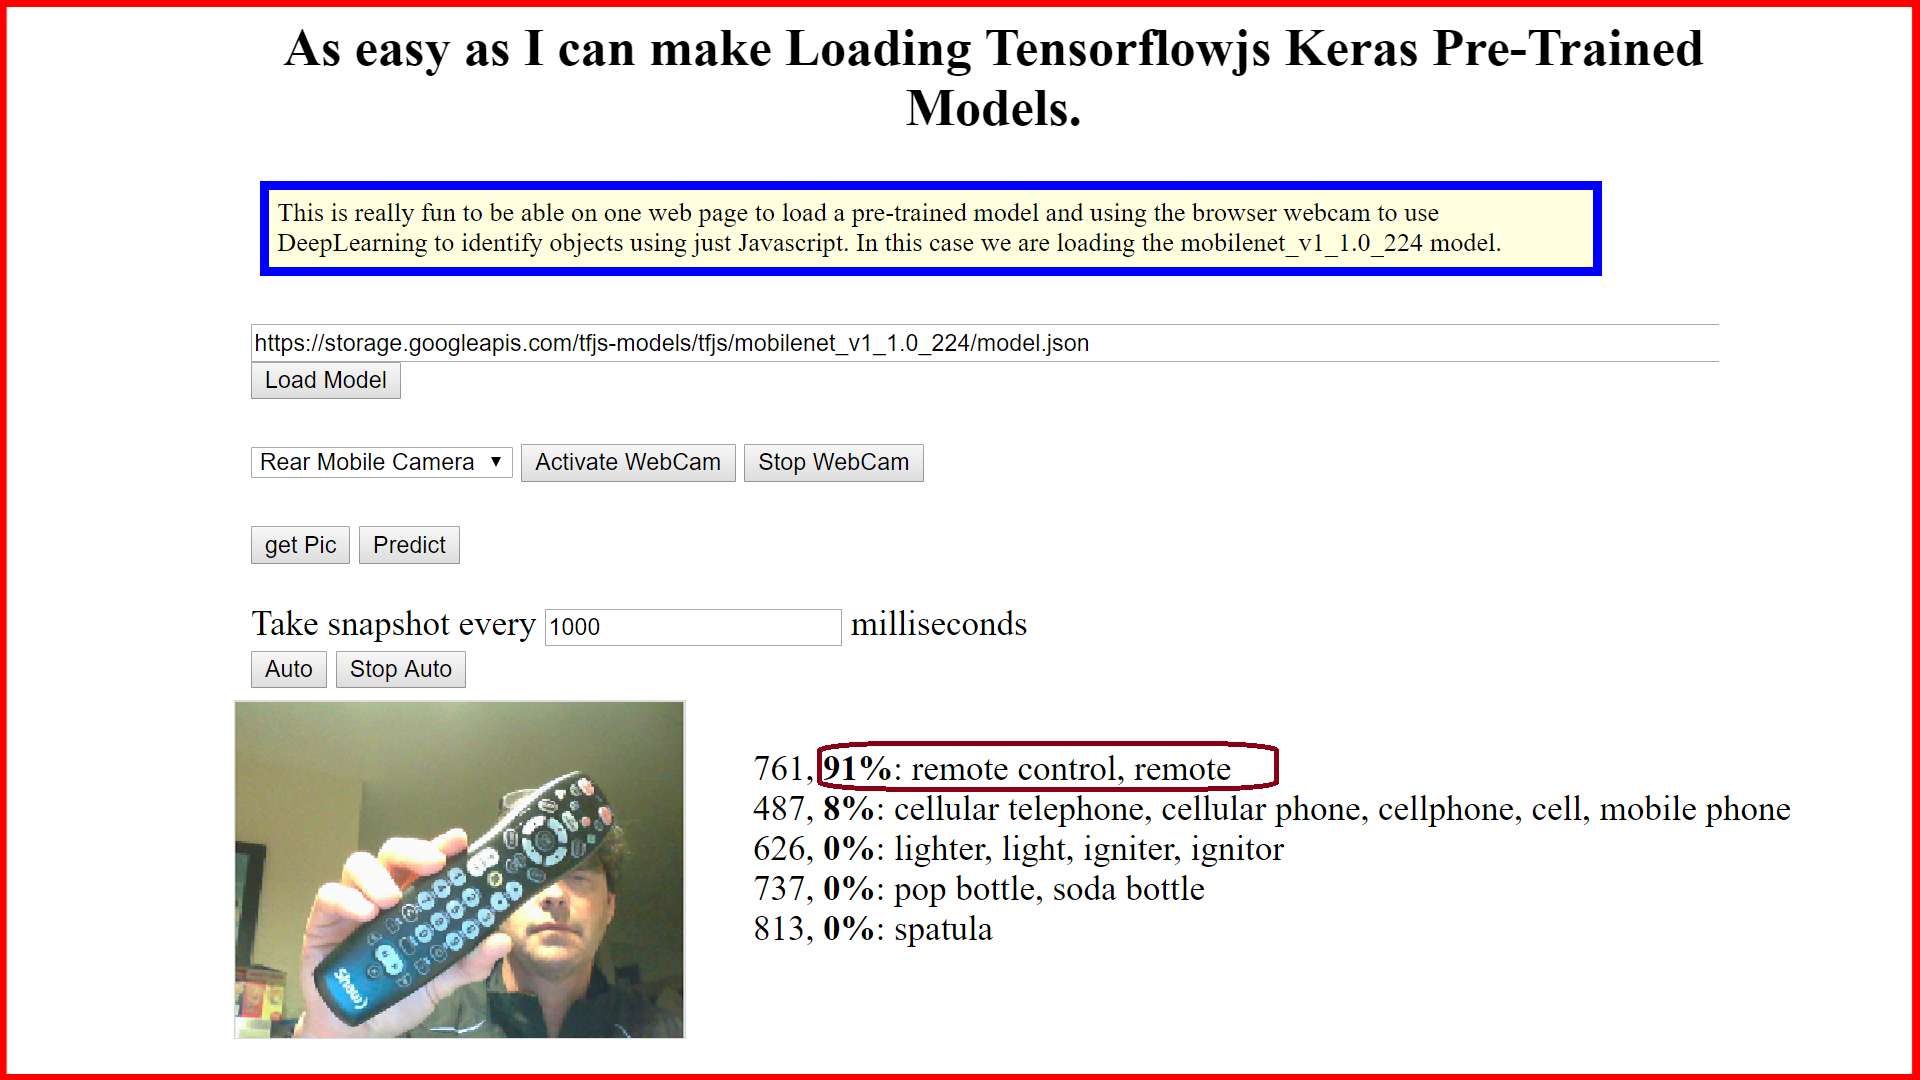 As easy as I can make Loading Tensorflowjs Keras Pre-Trained
Models.
This is really fun to be able on one web page to load a pre-trained model and using the browser webcam to use
DeepLearning to identify objects using just Javascript. In this case we are loading the mobilenet_v1_1.0_224 model.
https://storage.googleapis.com/tfjs-models/tfjs/mobilenet_v1_1.0_224/model.json
Load Model
Rear Mobile Camera ▼ Activate WebCam Stop WebCam
get Pic Predict
Take snapshot every 1000 milliseconds
Auto Stop Auto
Shaw)
761, 91%: remote control, remote
487, 8%: cellular telephone, cellular phone, cellphone, cell, mobile phone
626, 0%: lighter, light, igniter, ignitor
737, 0%: pop bottle, soda bottle
813, 0%: spatula